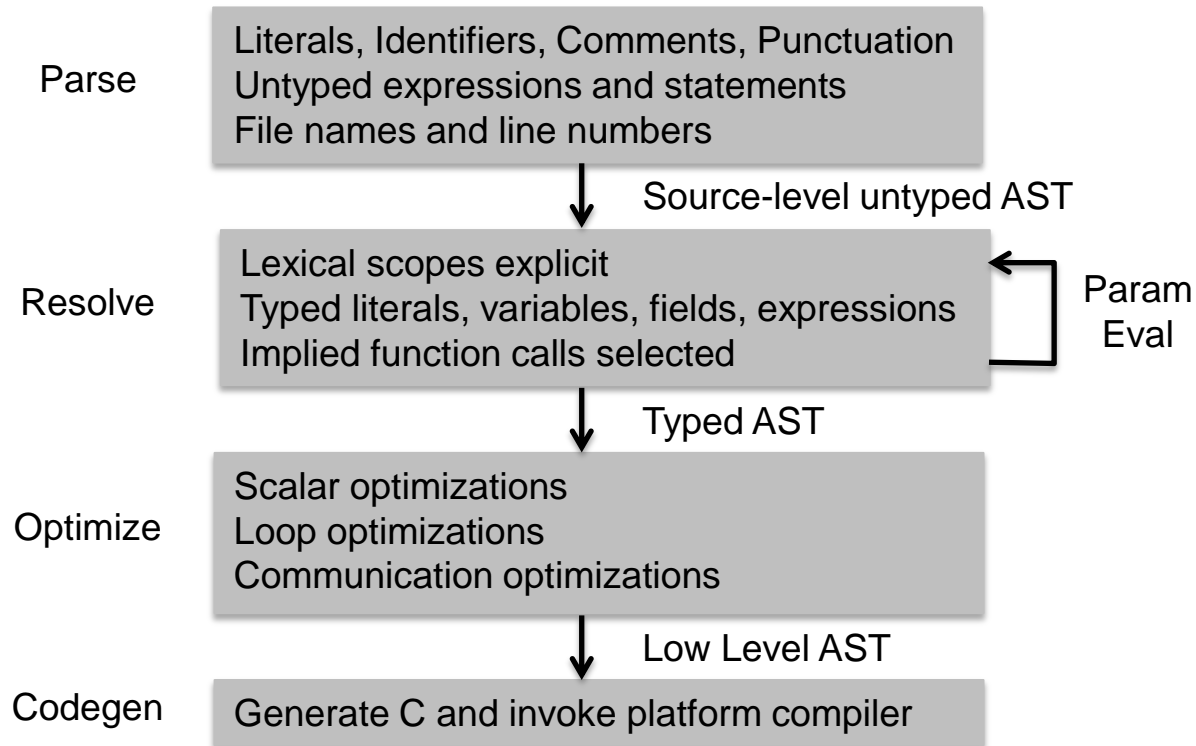 Parse
Literals, Identifiers, Comments, Punctuation
Untyped expressions and statements
File names and line numbers
Source-level untyped AST
Resolve
Lexical scopes explicit
Typed literals, variables, fields, expressions
Implied function calls selected
Param
Eval
Typed AST
Optimize
Scalar optimizations
Loop optimizations
Communication optimizations
Low Level AST
Codegen
Generate C and invoke platform compiler